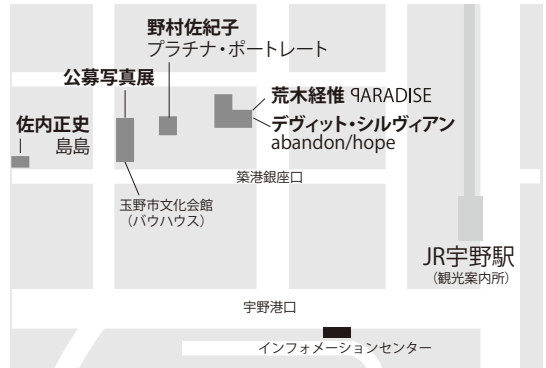 野村佐紀子
プラチナ・ポートレート
公募写真展
荒木経惟 ꟼARADISE
佐内正史
島島
デヴィット・シルヴィアン
abandon/hope
築港銀座口
玉野市文化会館
（バウハウス）
JR宇野駅
（観光案内所）
宇野港口
インフォメーションセンター